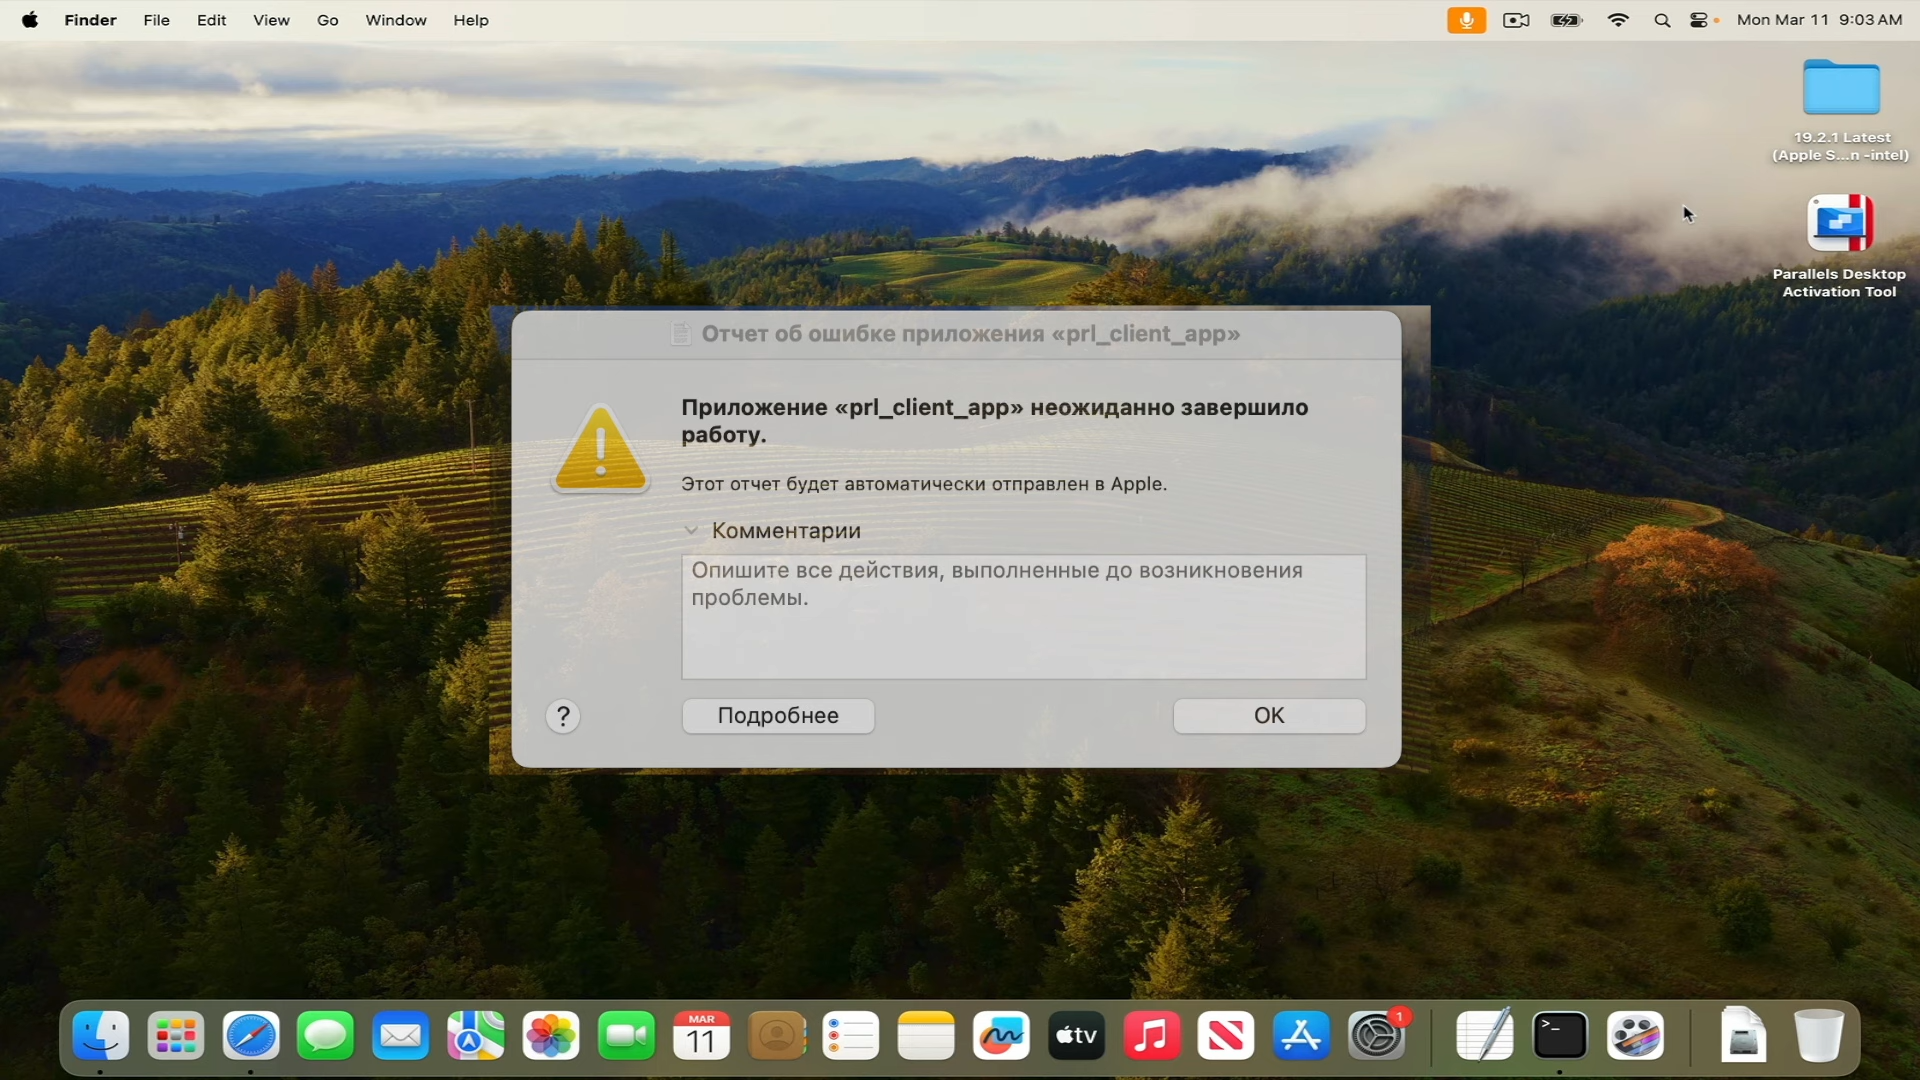 Finder File Edit View Go Window Help Mon Mar 11 9:03 AM
19.2.1 Latest
(Apple S...n -intel)
Parallels Desktop
Activation Tool
Отчет об ошибке приложения «prl_client_app»
Приложение «prl_client_app» неожиданно завершило
работу.
Этот отчет будет автоматически отправлен в Apple.
Комментарии
Опишите все действия, выполненные до возникновения
проблемы.
? Подробнее OK
MAR
11
tv
1
>_